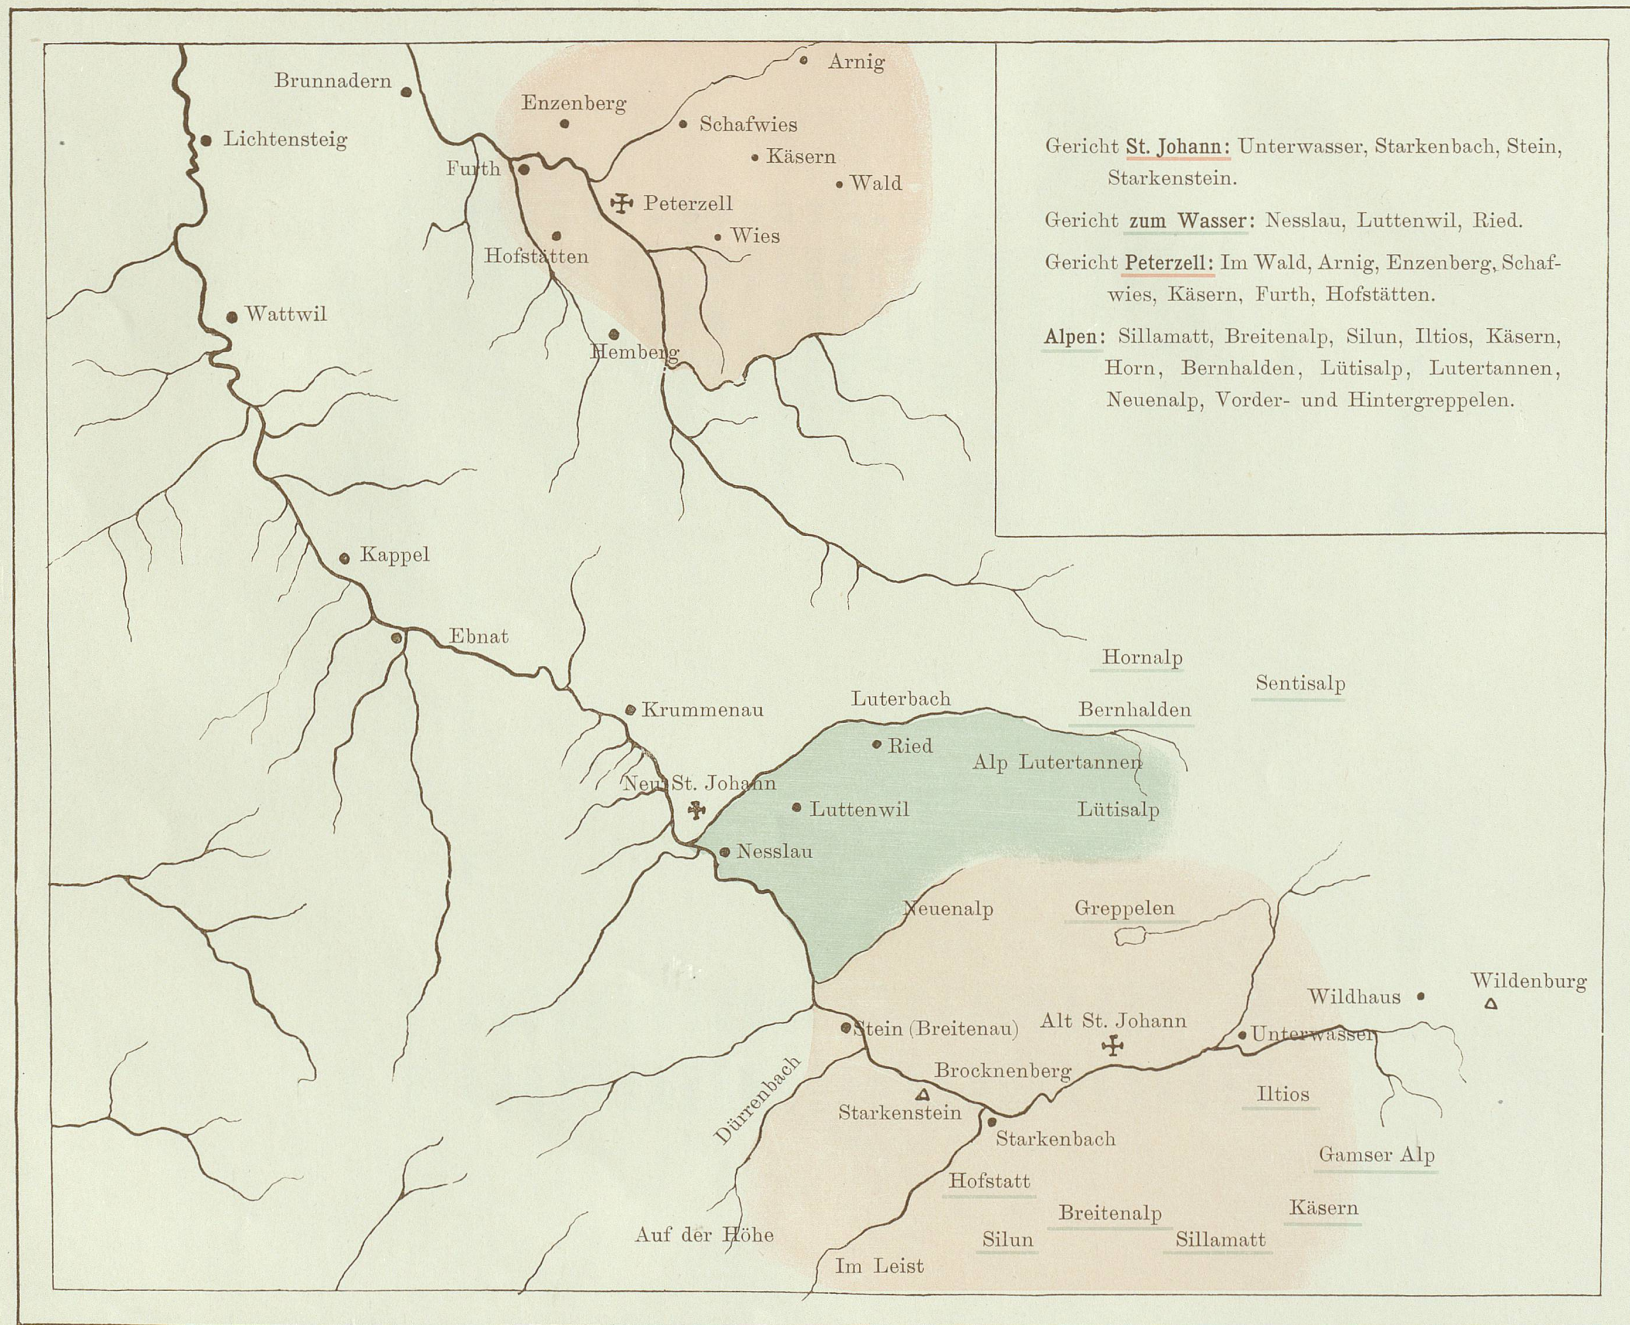 Gericht St. Johann: Unterwasser, Starkenbach, Stein,
Starkenstein.
Gericht zum Wasser: Nesslau, Luttenwil, Ried.
Gericht Peterzell: Im Wald, Arnig, Enzenberg, Schaf-
wies, Käsern, Furth, Hofstätten.
Alpen: Sillamatt, Breitenalp, Silun, Iltios, Käsern,
Horn, Bernhalden, Lütisalp, Lutertannen,
Neuenalp, Vorder- und Hintergreppelen.
Arnig
Brunnadern
Enzenberg
Schafwies
Lichtensteig
Käsern
Furth
Wald
Peterzell
Wies
Hofstätten
Wattwil
Hemberg
Kappel
Ebnat
Hornalp
Sentisalp
Luterbach
Krummenau
Bernhalden
Ried
Alp Lutertannen
Neu St. Johann
Luttenwil
Lütisalp
Nesslau
Neuenalp
Greppelen
Wildenburg
Wildhaus
Stein (Breitenau)
Alt St. Johann
Unterwasser
Brocknenberg
Dürrenbach
Iltios
Starkenstein
Starkenbach
Gamser Alp
Hofstatt
Käsern
Breitenalp
Auf der Höhe
Silun
Sillamatt
Im Leist